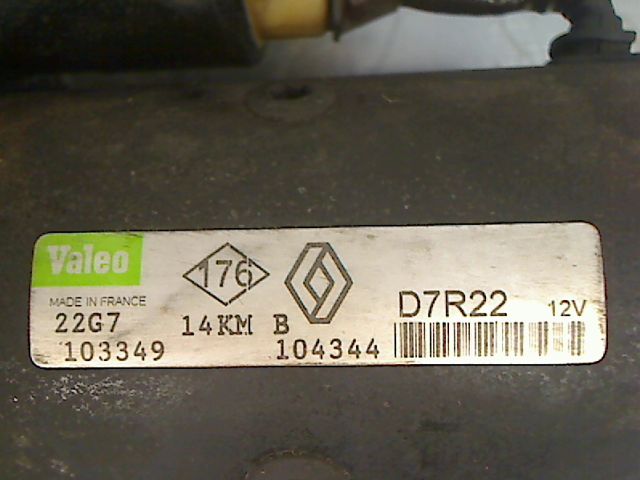 Valeo
176
MADE IN FRANCE
D7R22 12V
22G7 14KM B
103349 104344